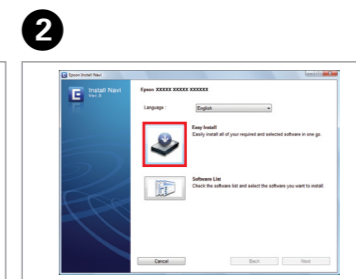 2
Epson Install Navi
Install Navi
Epson XXXXX XXXXX XXXXXX
Language :
English
Easy Install
Easily install all of your required and selected software in one go.
Software List
Check the software list and select the software you want to install.
Cancel
Back
Next